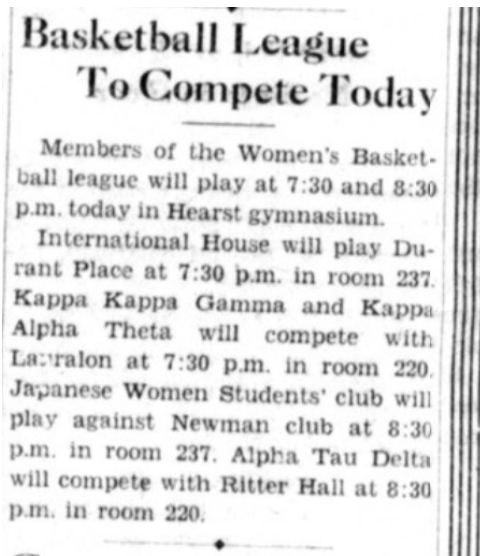 Basketball League
To Compete Today
Members of the Women's Basket-
ball league will play at 7:30 and 8:30
p.m. today in Hearst gymnasium.
International House will play Du-
rant Place at 7:30 p.m. in room 237.
Kappa Kappa Gamma and Kappa
Alpha Theta will compete with
Lauralon at 7:30 p.m. in room 220.
Japanese Women Students' club will
play against Newman club at 8:30
p.m. in room 237. Alpha Tau Delta
will compete with Ritter Hall at 8:30
p.m. in room 220.